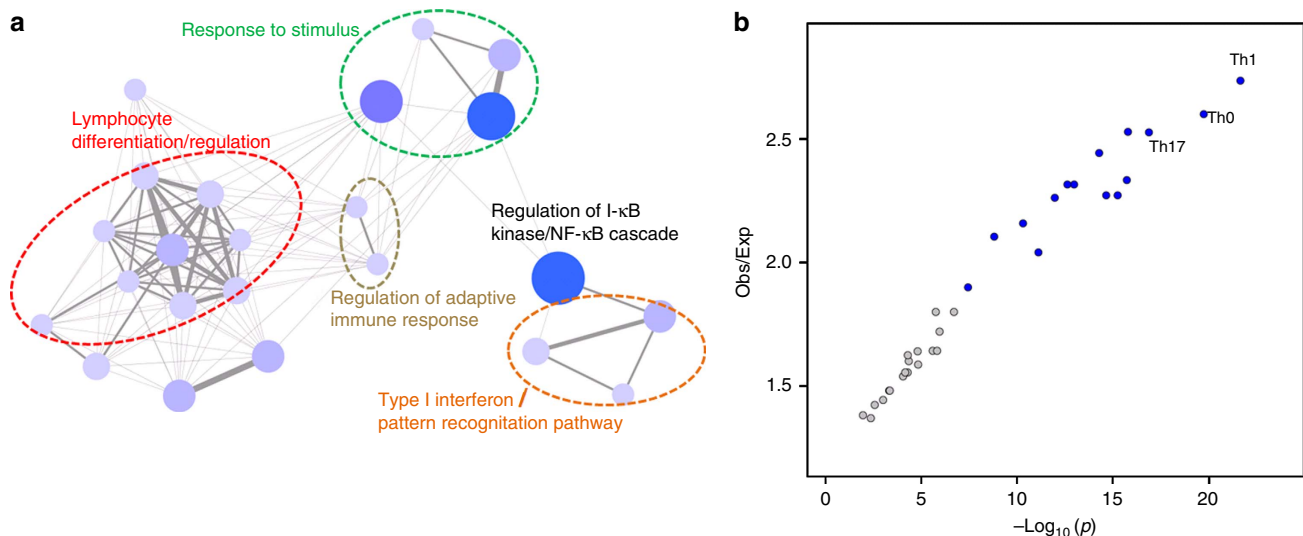 a
Response to stimulus
Lymphocyte
differentiation/regulation
Regulation of I-κB
kinase/NF-κB cascade
Regulation of adaptive
immune response
Type I interferon
pattern recognitation pathway
b
Th1
Th0
Th17
2.5
2.0
1.5
Obs/Exp
0 5 10 15 20
–Log10 (p)